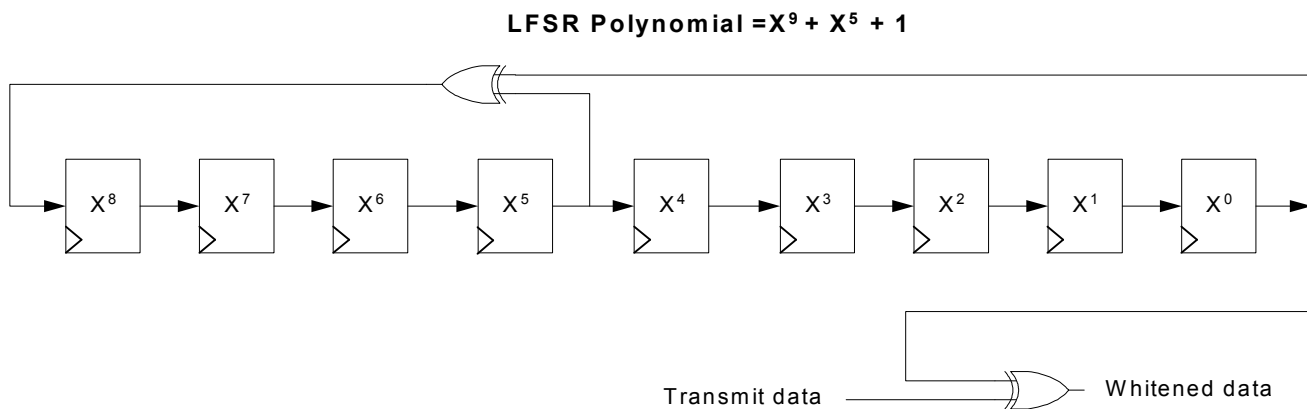 LFSR Polynomial =X⁹ + X⁵ + 1
X⁸ X⁷ X⁶ X⁵ X⁴ X³ X² X¹ X⁰
Transmit data Whitened data